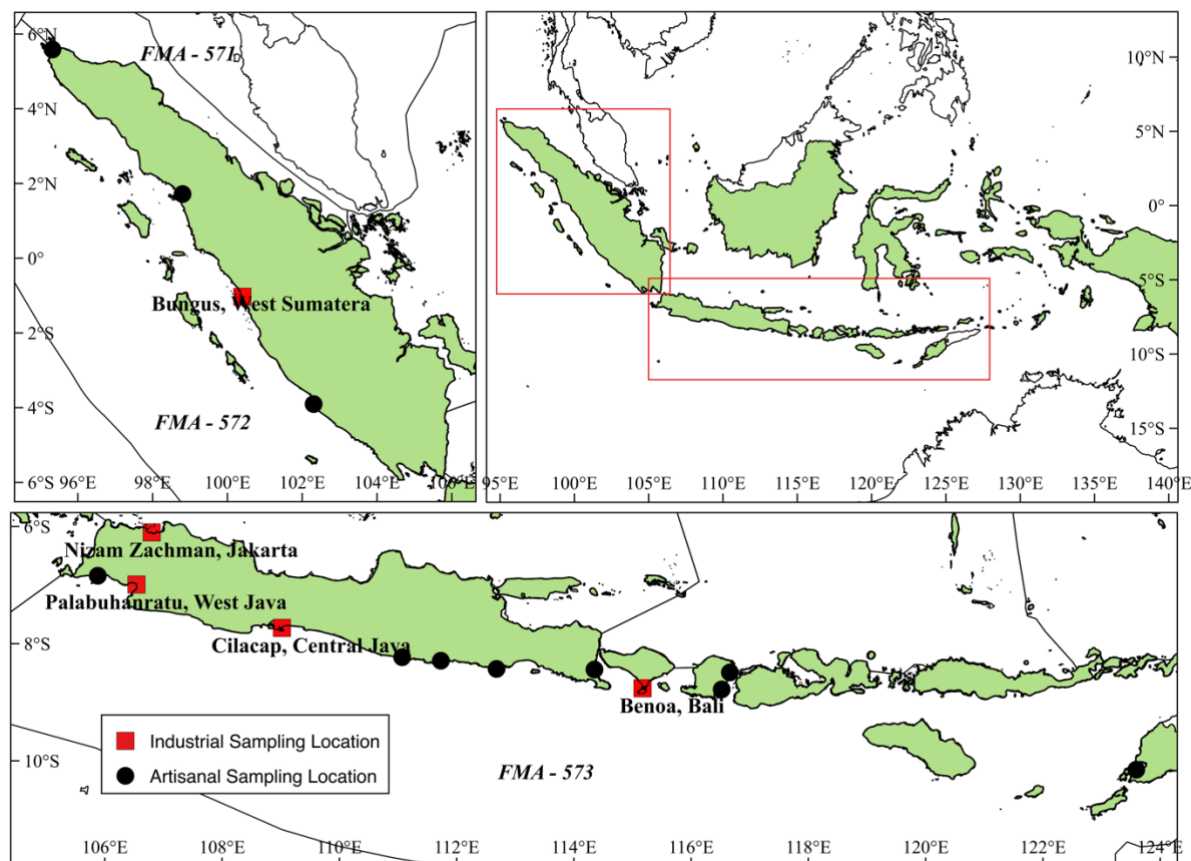 6°N
FMA - 571
4°N
2°N
0°
Bungus, West Sumatera
2°S
4°S
FMA - 572
6°S
96°E 98°E 100°E 102°E 104°E 106°E
10°N
5°N
0°
5°S
10°S
15°S
95°E 100°E 105°E 110°E 115°E 120°E 125°E 130°E 135°E 140°E
6°S
Nizam Zachman, Jakarta
Palabuhanratu, West Java
8°S
Cilacap, Central Java
Benoa, Bali
Industrial Sampling Location
Artisanal Sampling Location
10°S
FMA - 573
106°E 108°E 110°E 112°E 114°E 116°E 118°E 120°E 122°E 124°E